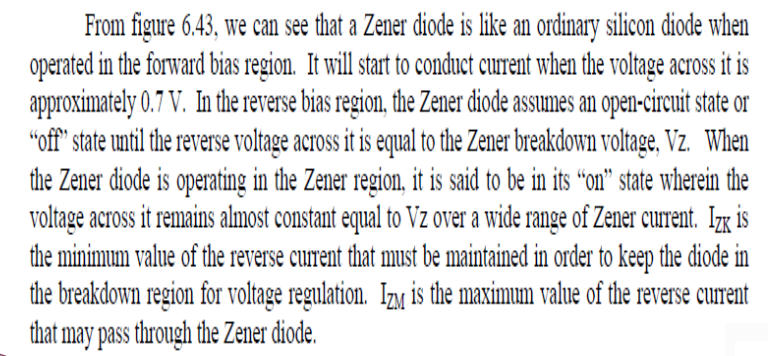 From figure 6.43, we can see that a Zener diode is like an ordinary silicon diode when
operated in the forward bias region. It will start to conduct current when the voltage across it is
approximately 0.7 V. In the reverse bias region, the Zener diode assumes an open-circuit state or
“off” state until the reverse voltage across it is equal to the Zener breakdown voltage, Vz. When
the Zener diode is operating in the Zener region, it is said to be in its “on” state wherein the
voltage across it remains almost constant equal to Vz over a wide range of Zener current. IZK is
the minimum value of the reverse current that must be maintained in order to keep the diode in
the breakdown region for voltage regulation. IZM is the maximum value of the reverse current
that may pass through the Zener diode.